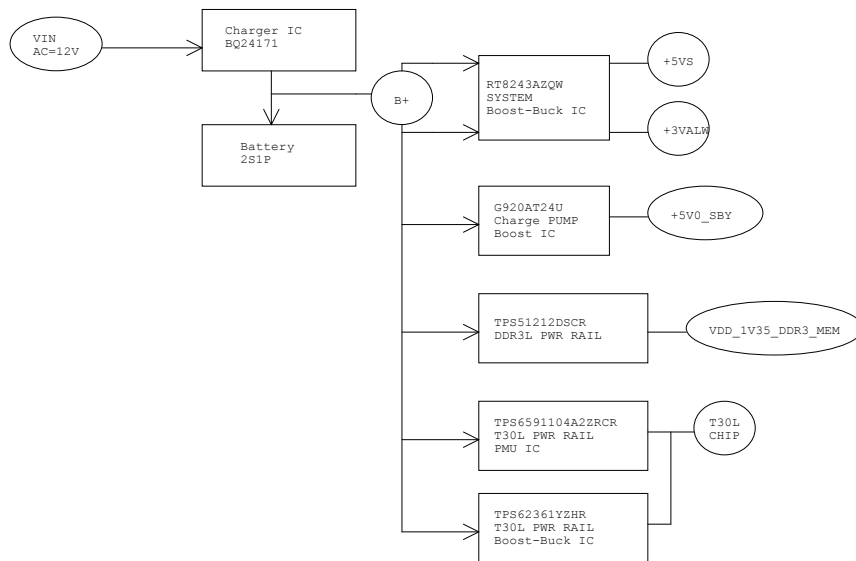 VIN
AC=12V
Charger IC
BQ24171
Battery
2S1P
B+
RT8243AZQW
SYSTEM
Boost-Buck IC
+5VS
+3VALW
G920AT24U
Charge PUMP
Boost IC
+5V0_SBY
TPS51212DSCR
DDR3L PWR RAIL
VDD_1V35_DDR3_MEM
TPS6591104A2ZRCR
T30L PWR RAIL
PMU IC
T30L
CHIP
TPS62361YZHR
T30L PWR RAIL
Boost-Buck IC